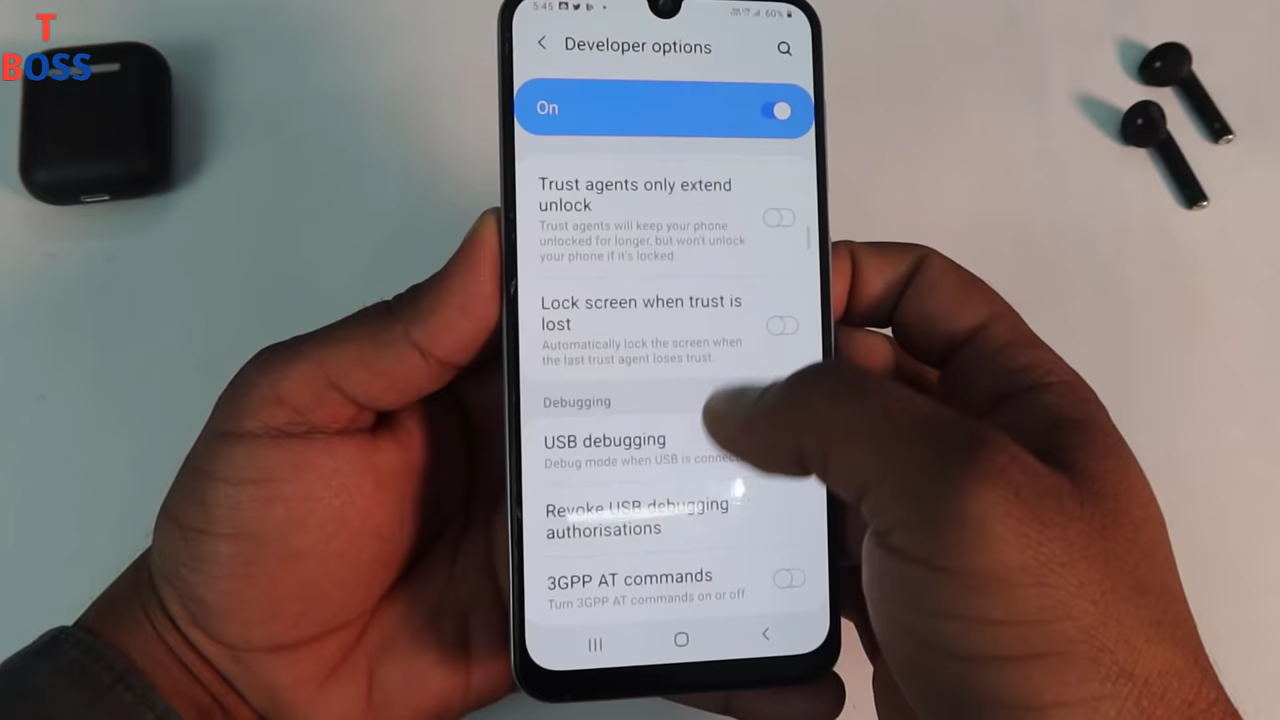 T
BOSS
5:45
60%
Developer options
On
Trust agents only extend
unlock
Trust agents will keep your phone
unlocked for longer, but won't unlock
your phone if it's locked
Lock screen when trust is
lost
Automatically lock the screen when
the last trust agent loses trust.
Debugging
USB debugging
Debug mode when USB is
Revoke USB debugging
authorisations
3GPP AT commands
Turn 3GPP AT commands on or off